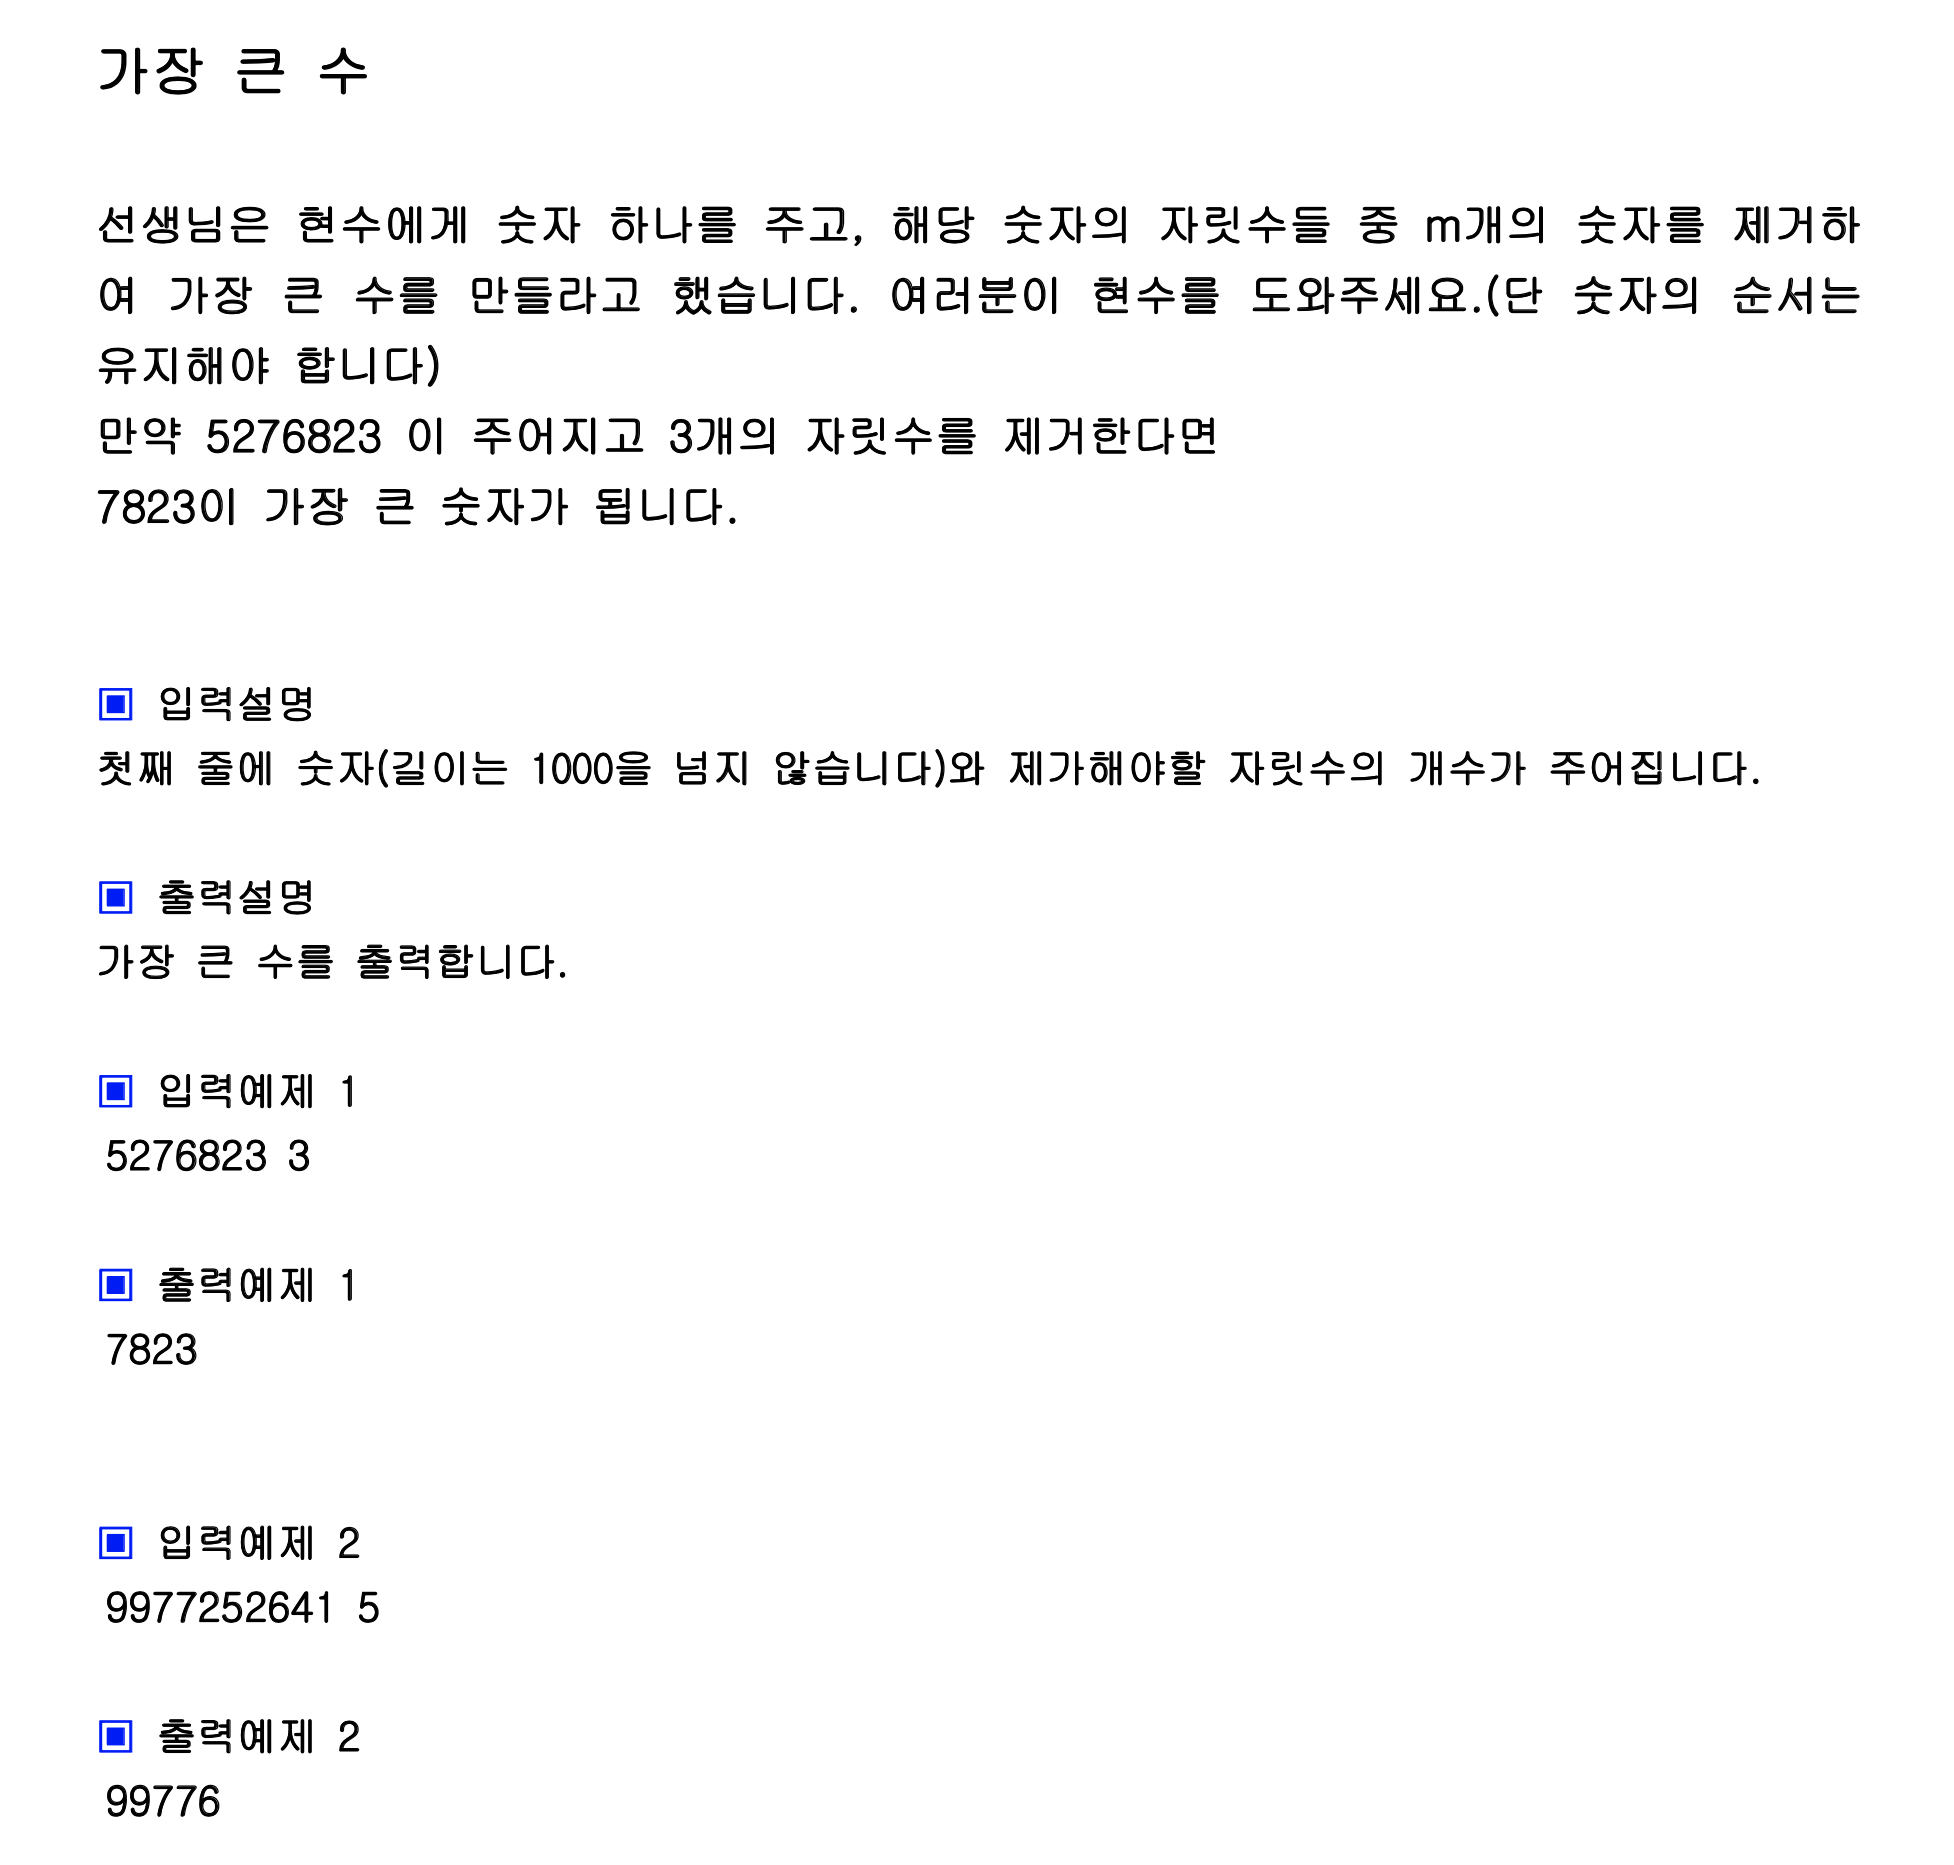 가장 큰 수
선생님은 현수에게 숫자 하나를 주고, 해당 숫자의 자릿수들 중 m개의 숫자를 제거하
여 가장 큰 수를 만들라고 했습니다. 여러분이 현수를 도와주세요.(단 숫자의 순서는
유지해야 합니다)
만약 5276823 이 주어지고 3개의 자릿수를 제거한다면
7823이 가장 큰 숫자가 됩니다.
▣ 입력설명
첫째 줄에 숫자(길이는 1000을 넘지 않습니다)와 제가해야할 자릿수의 개수가 주어집니다.
▣ 출력설명
가장 큰 수를 출력합니다.
▣ 입력예제 1
5276823 3
▣ 출력예제 1
7823
▣ 입력예제 2
9977252641 5
▣ 출력예제 2
99776